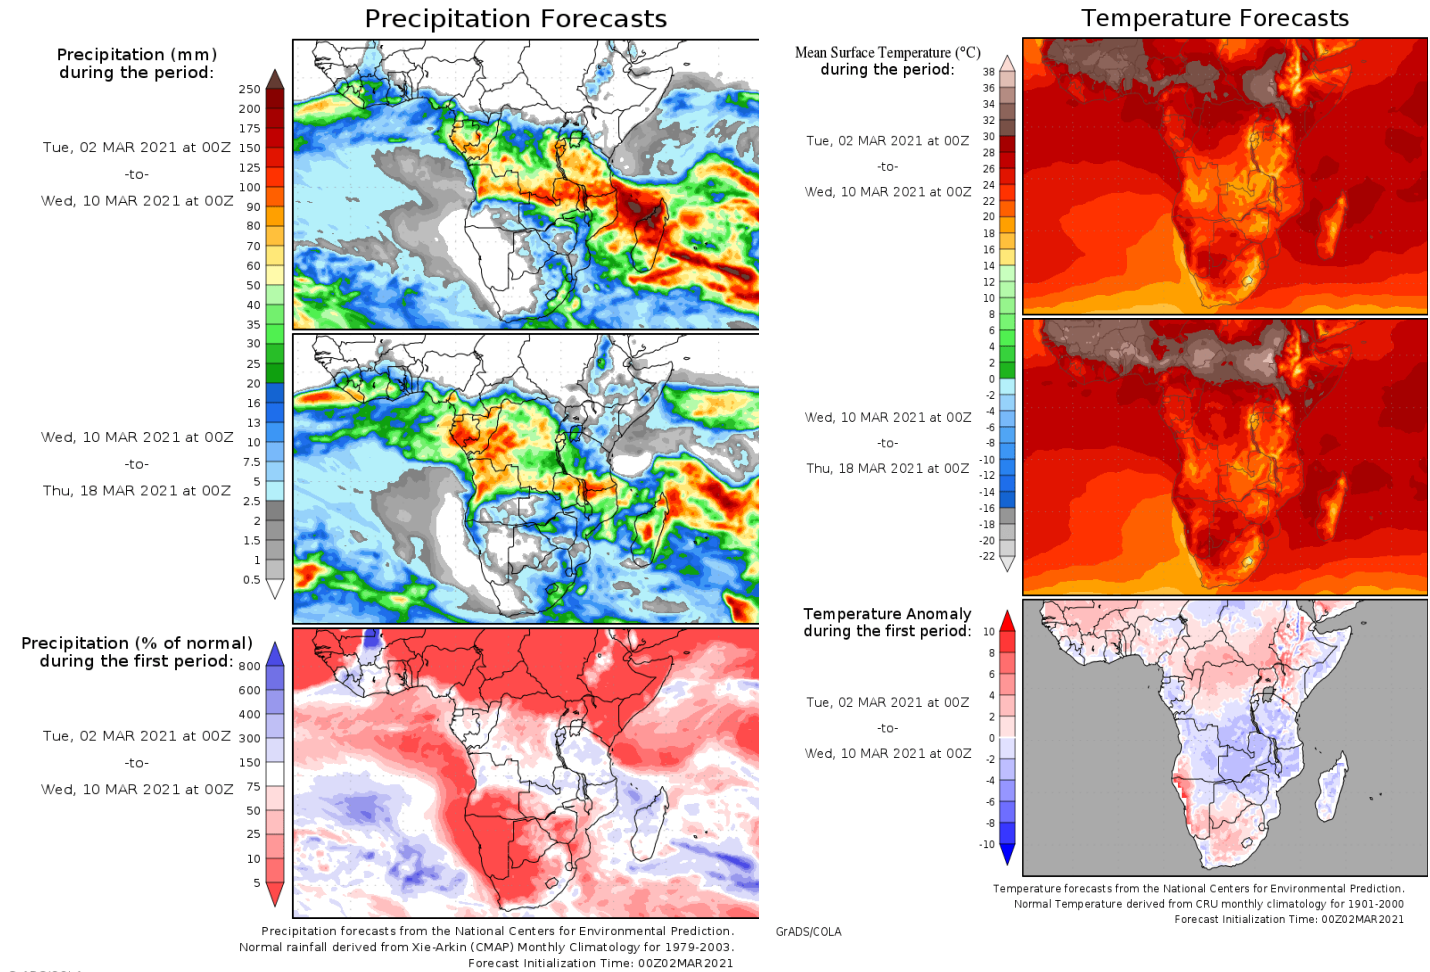 Precipitation Forecasts
Precipitation (mm)
during the period:
Tue, 02 MAR 2021 at 00Z
-to-
Wed, 10 MAR 2021 at 00Z
250
200
175
150
125
100
90
80
70
60
50
40
35
30
25
20
16
13
10
7.5
5
2.5
2
1.5
1
0.5
Wed, 10 MAR 2021 at 00Z
-to-
Thu, 18 MAR 2021 at 00Z
Precipitation (% of normal)
during the first period:
Tue, 02 MAR 2021 at 00Z
-to-
Wed, 10 MAR 2021 at 00Z
800
600
400
300
150
75
50
25
10
5
Precipitation forecasts from the National Centers for Environmental Prediction.
Normal rainfall derived from Xie-Arkin (CMAP) Monthly Climatology for 1979-2003.
Forecast Initialization Time: 00Z02MAR2021
Temperature Forecasts
Mean Surface Temperature (°C)
during the period:
Tue, 02 MAR 2021 at 00Z
-to-
Wed, 10 MAR 2021 at 00Z
38
36
34
32
30
28
26
24
22
20
18
16
14
12
10
8
6
4
2
0
-2
-4
-6
-8
-10
-12
-14
-16
-18
-20
-22
Wed, 10 MAR 2021 at 00Z
-to-
Thu, 18 MAR 2021 at 00Z
Temperature Anomaly
during the first period:
Tue, 02 MAR 2021 at 00Z
-to-
Wed, 10 MAR 2021 at 00Z
10
8
6
4
2
0
-2
-4
-6
-8
-10
Temperature forecasts from the National Centers for Environmental Prediction.
Normal Temperature derived from CRU monthly climatology for 1901-2000
Forecast Initialization Time: 00Z02MAR2021
GrADS/COLA